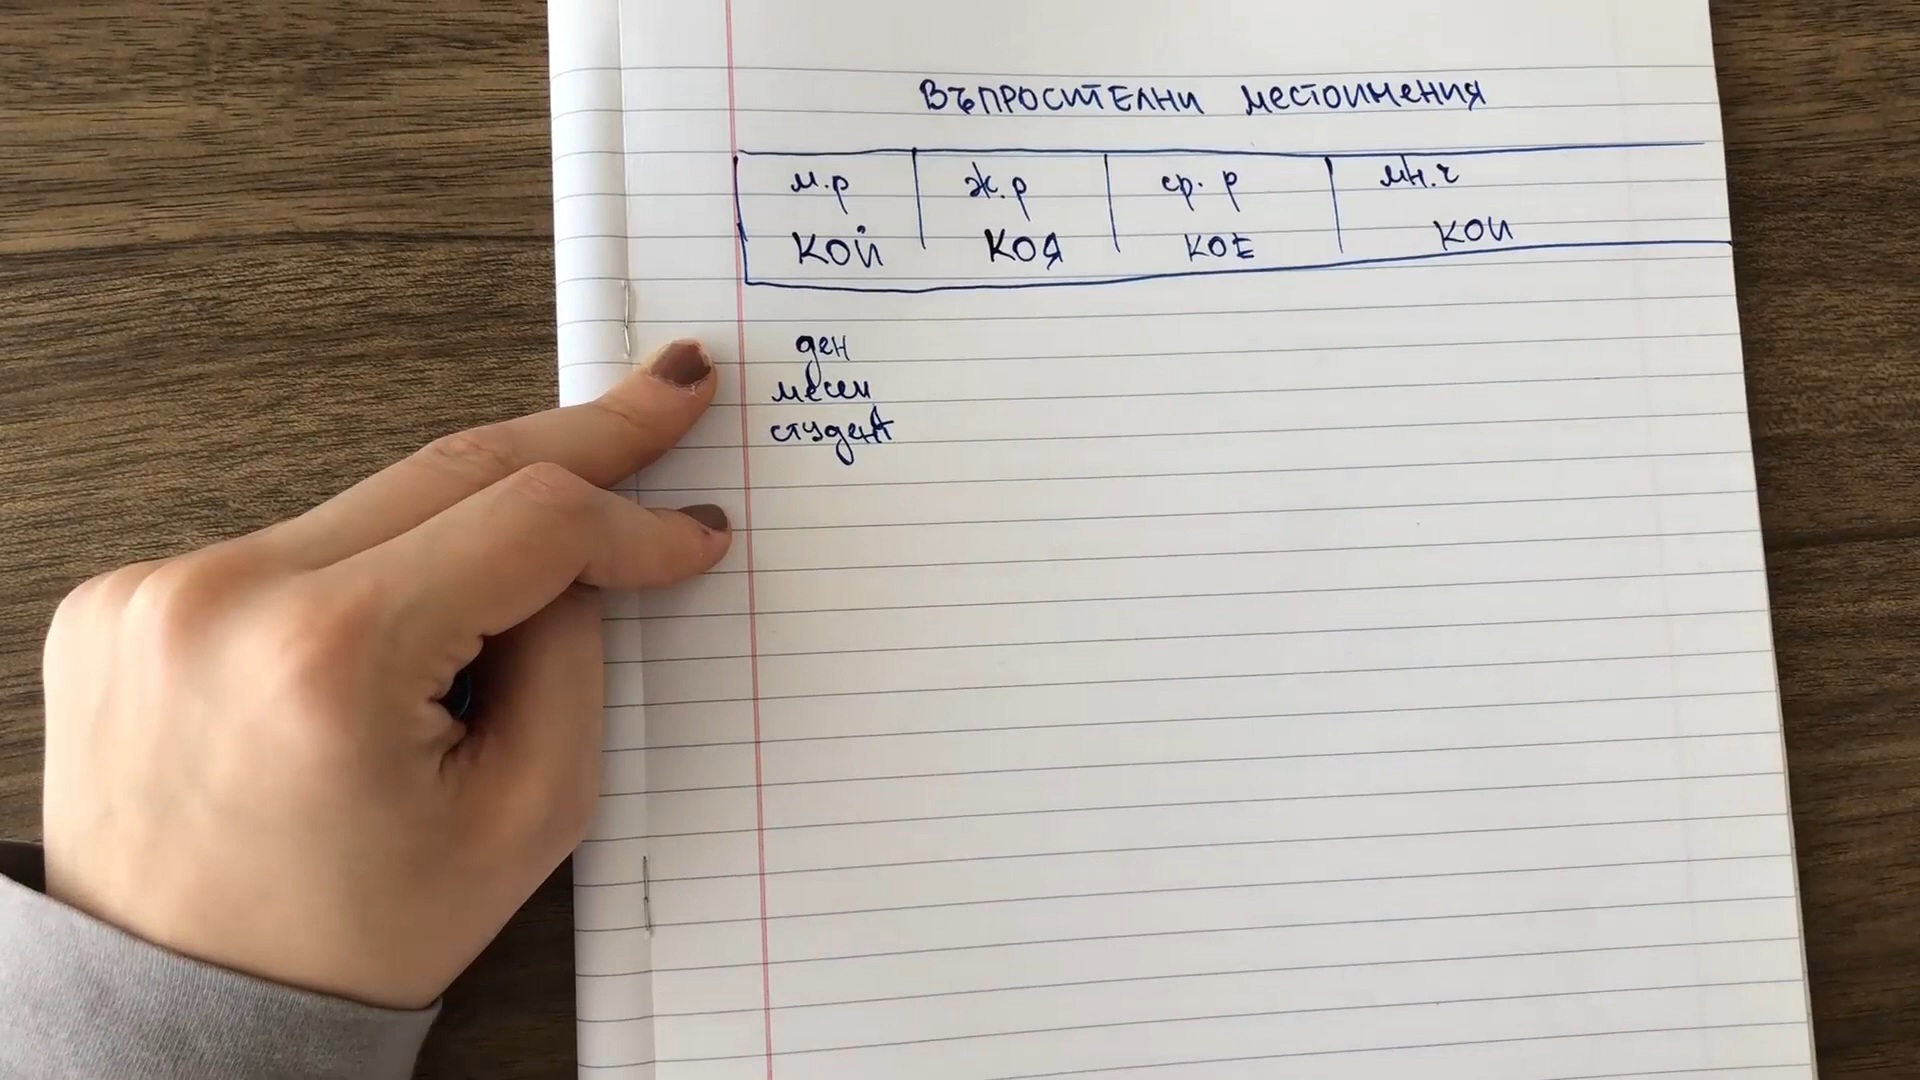 ВЪПРОСИТЕЛНИ МЕСТОИМЕНИЯ
м.р ж.р ср. р мн.ч
КОЙ КОЯ КОЕ КОИ
ден
месец
студент